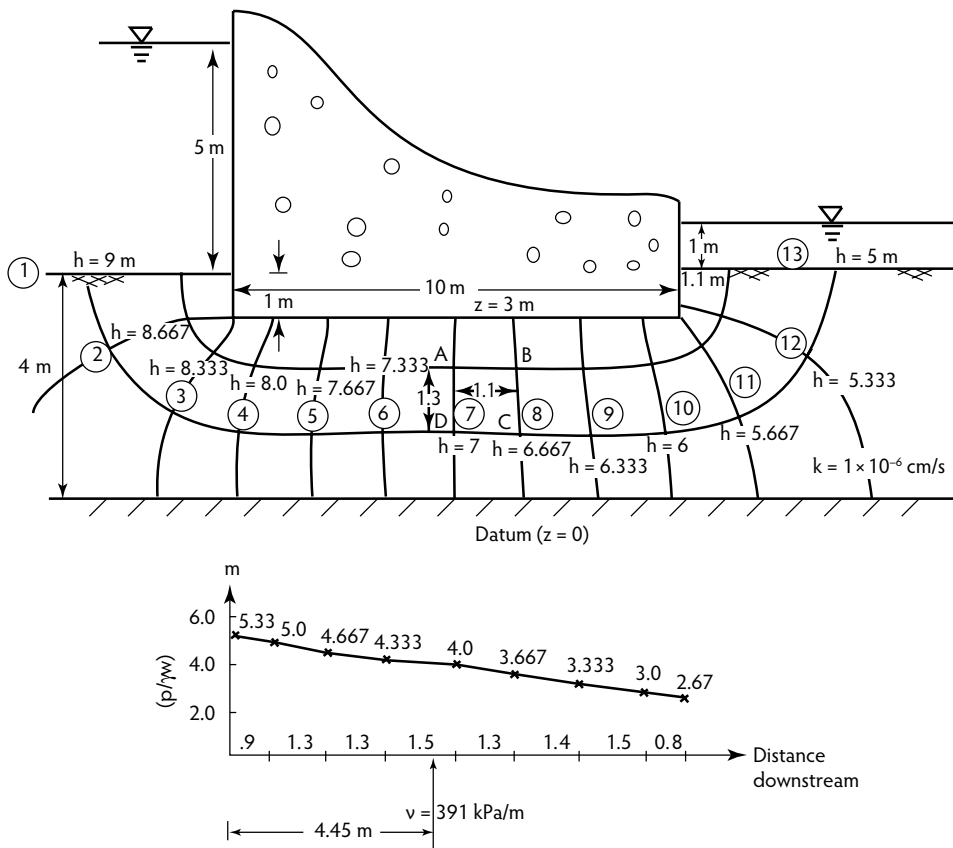 5 m
1
h = 9 m
1 m
13
h = 5 m
1.1 m
10 m
1 m
z = 3 m
h = 8.667
2
4 m
h = 8.333
3
h = 8.0
4
h = 7.667
5
h = 7.333
6
A
B
1.3
1.1
D
C
7
8
9
10
11
12
h = 5.333
h = 7
h = 6.667
h = 6.333
h = 6
h = 5.667
k = 1 × 10⁻⁶ cm/s
Datum (z = 0)
m
6.0
4.0
2.0
(p/γw)
5.33
5.0
4.667
4.333
4.0
3.667
3.333
3.0
2.67
.9
1.3
1.3
1.5
1.3
1.4
1.5
0.8
Distance
downstream
ν = 391 kPa/m
4.45 m